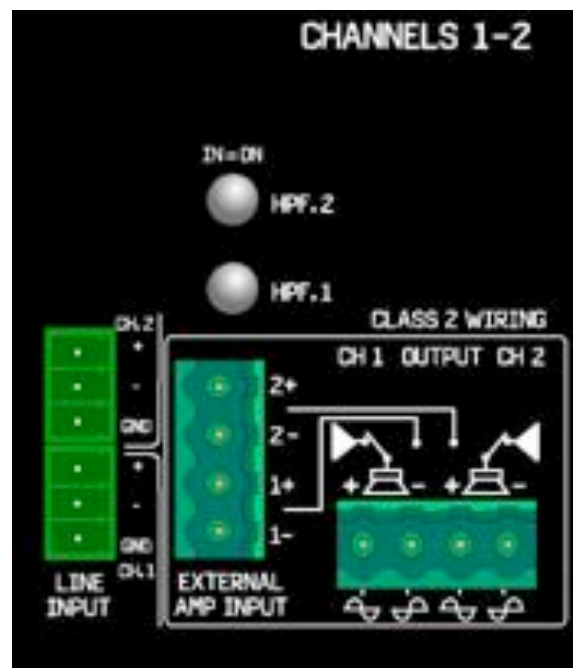 CHANNELS 1-2
IN=ON
HPF.2
HPF.1
CH.2
+
-
GND
+
-
GND
CH.1
LINE
INPUT
CLASS 2 WIRING
CH 1 OUTPUT CH 2
2+
2-
1+
1-
+ - + -
EXTERNAL
AMP INPUT